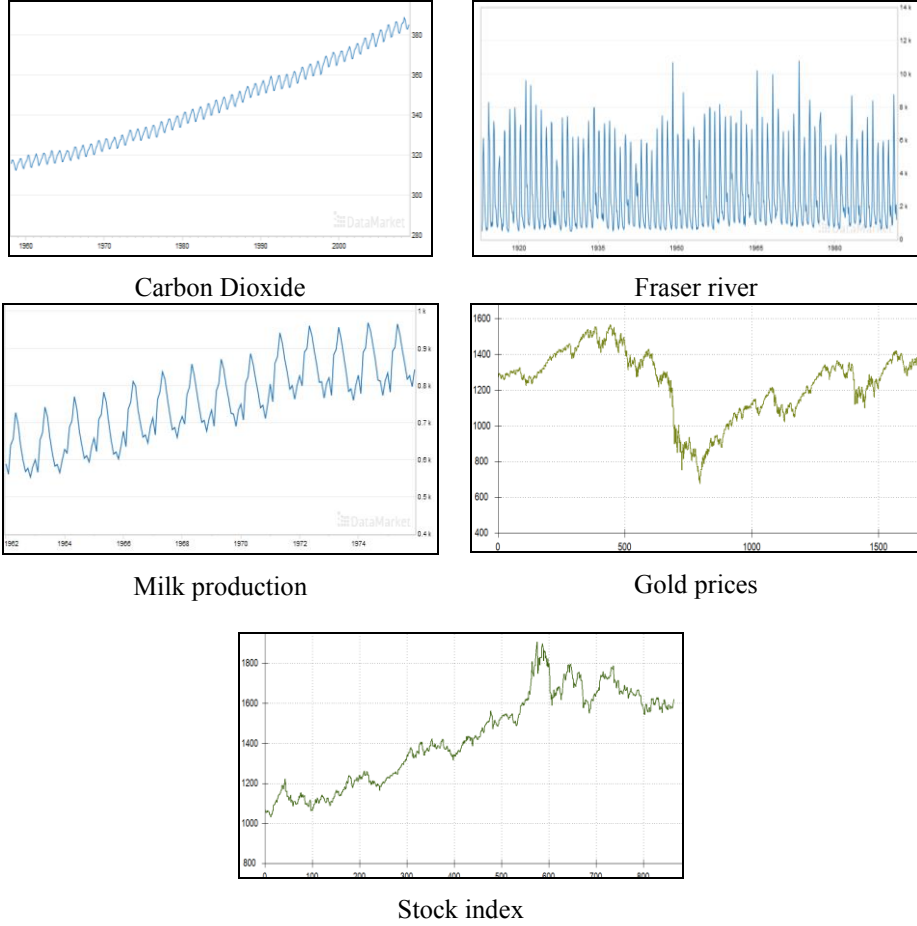 380
360
340
320
300
280
DataMarket
1960 1970 1980 1990 2000
Carbon Dioxide
14 k
12 k
10 k
8 k
6 k
4 k
2 k
0
1920 1935 1950 1965 1980
Fraser river
1 k
0.9 k
0.8 k
0.7 k
0.6 k
0.5 k
0.4 k
DataMarket
1962 1964 1966 1968 1970 1972 1974
Milk production
1600
1400
1200
1000
800
600
400
0 500 1000 1500
Gold prices
1800
1600
1400
1200
1000
800
0 100 200 300 400 500 600 700 800
Stock index